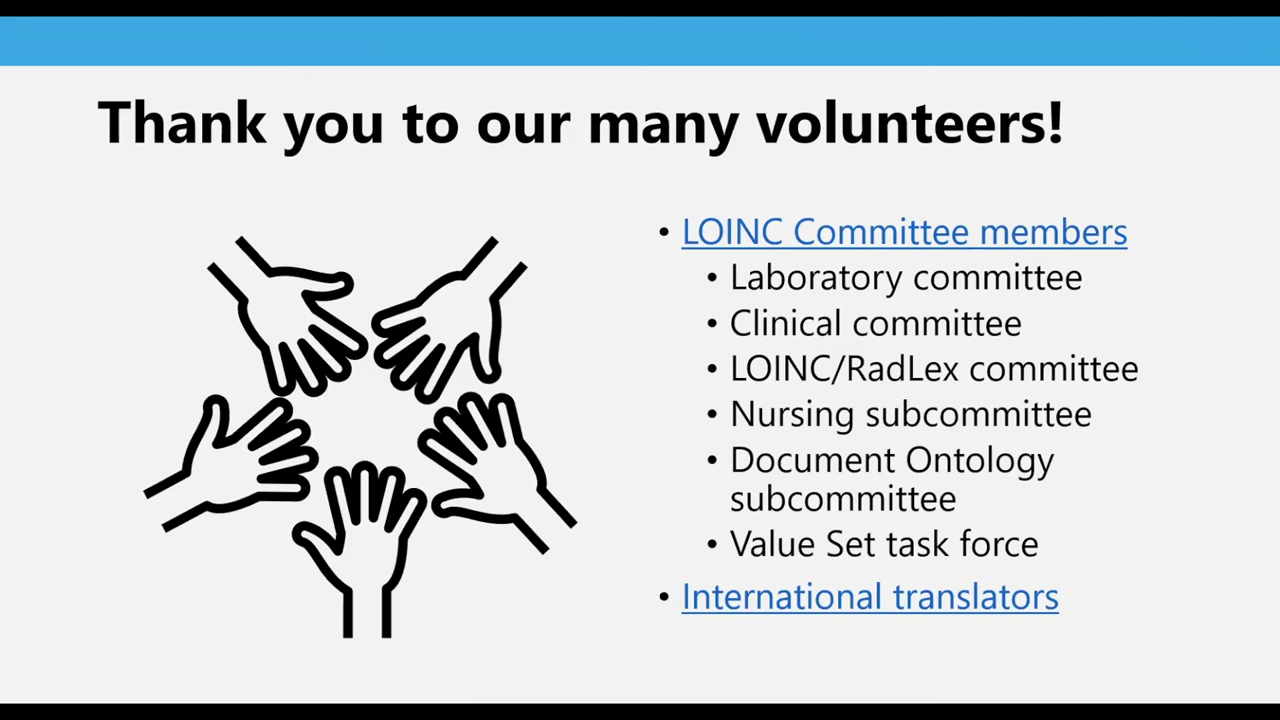 Thank you to our many volunteers!
• LOINC Committee members
• Laboratory committee
• Clinical committee
• LOINC/RadLex committee
• Nursing subcommittee
• Document Ontology
subcommittee
• Value Set task force
• International translators